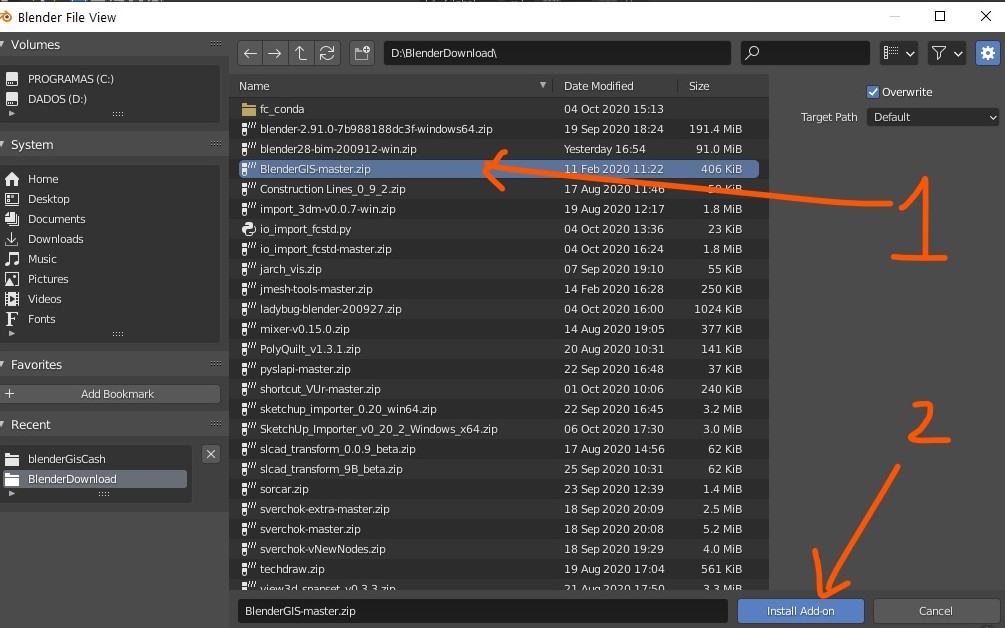 Blender File View
Volumes
PROGRAMAS (C:)
DADOS (D:)
System
Home
Desktop
Documents
Downloads
Music
Pictures
Videos
Fonts
Favorites
Add Bookmark
Recent
blenderGisCash
BlenderDownload
D:\BlenderDownload\
Name Date Modified Size
fc_conda 04 Oct 2020 15:13
blender-2.91.0-7b988188dc3f-windows64.zip 19 Sep 2020 18:24 191.4 MiB
blender28-bim-200912-win.zip Yesterday 16:54 91.0 MiB
BlenderGIS-master.zip 11 Feb 2020 11:22 406 KiB
Construction Lines_0_9_2.zip 17 Aug 2020 11:46 KiB
import_3dm-v0.0.7-win.zip 19 Aug 2020 12:17 1.8 MiB
io_import_fcstd.py 04 Oct 2020 13:36 23 KiB
io_import_fcstd-master.zip 04 Oct 2020 16:24 1.8 MiB
jarch_vis.zip 07 Sep 2020 19:10 55 KiB
jmesh-tools-master.zip 14 Feb 2020 16:28 250 KiB
ladybug-blender-200927.zip 04 Oct 2020 16:00 1024 KiB
mixer-v0.15.0.zip 14 Aug 2020 19:05 377 KiB
PolyQuilt_v1.3.1.zip 20 Aug 2020 10:31 141 KiB
pyslapi-master.zip 22 Sep 2020 16:48 37 KiB
shortcut_VUr-master.zip 01 Oct 2020 10:06 240 KiB
sketchup_importer_0.20_win64.zip 22 Sep 2020 16:45 3.2 MiB
SketchUp_Importer_v0_20_2_Windows_x64.zip 06 Oct 2020 17:30 3.0 MiB
slcad_transform_0.0.9_beta.zip 17 Aug 2020 14:56 62 KiB
slcad_transform_9B_beta.zip 25 Sep 2020 10:31 62 KiB
sorcar.zip 23 Sep 2020 12:39 1.4 MiB
sverchok-extra-master.zip 18 Sep 2020 20:09 2.5 MiB
sverchok-master.zip 18 Sep 2020 20:08 5.2 MiB
sverchok-vNewNodes.zip 18 Sep 2020 19:29 4.0 MiB
techdraw.zip 19 Aug 2020 17:04 561 KiB
21 Aug 2020 17:50 3.3 MiB
Overwrite
Target Path Default
1
2
BlenderGIS-master.zip
Install Add-on
Cancel